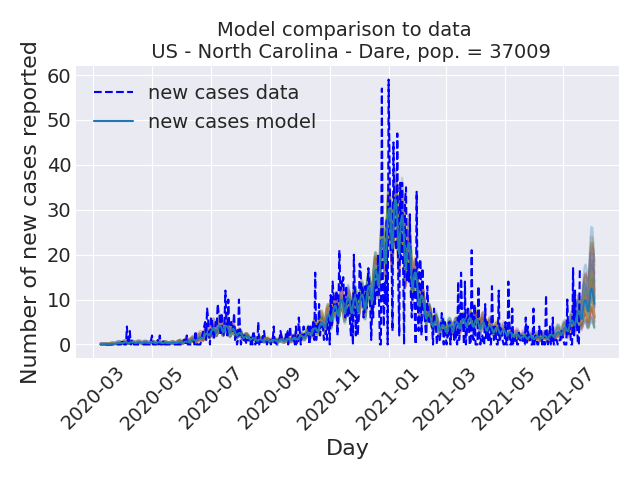 Model comparison to data
US - North Carolina - Dare, pop. = 37009
Number of new cases reported
60
50
40
30
20
10
0
new cases data
new cases model
2020-03
2020-05
2020-07
2020-09
2020-11
2021-01
2021-03
2021-05
2021-07
Day